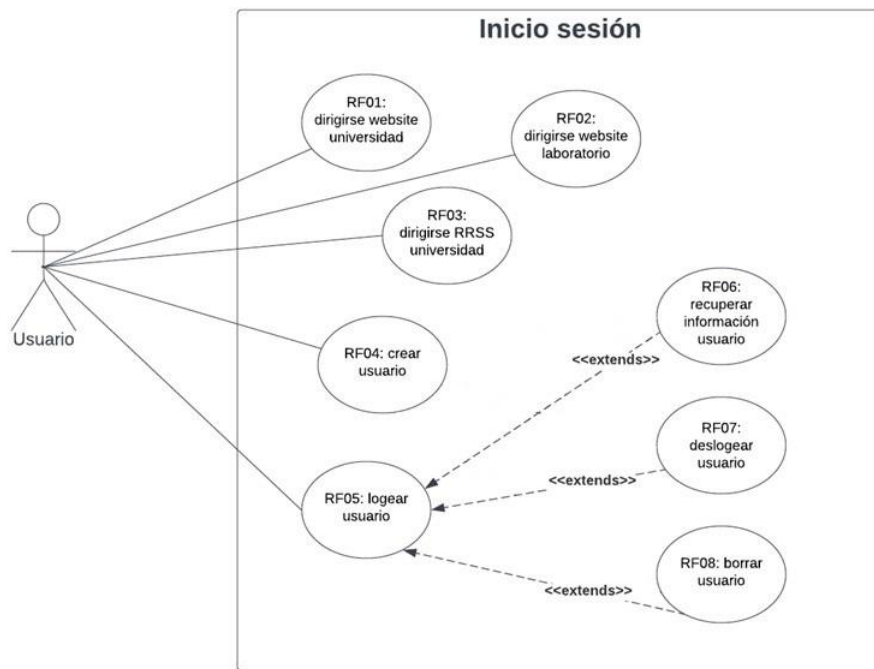 Inicio sesión
RF01:
dirigirse website
universidad
RF02:
dirigirse website
laboratorio
RF03:
dirigirse RRSS
universidad
Usuario
RF04: crear
usuario
RF05: logear
usuario
RF06:
recuperar
información
usuario
<<extends>>
RF07:
deslogear
usuario
<<extends>>
RF08: borrar
usuario
<<extends>>